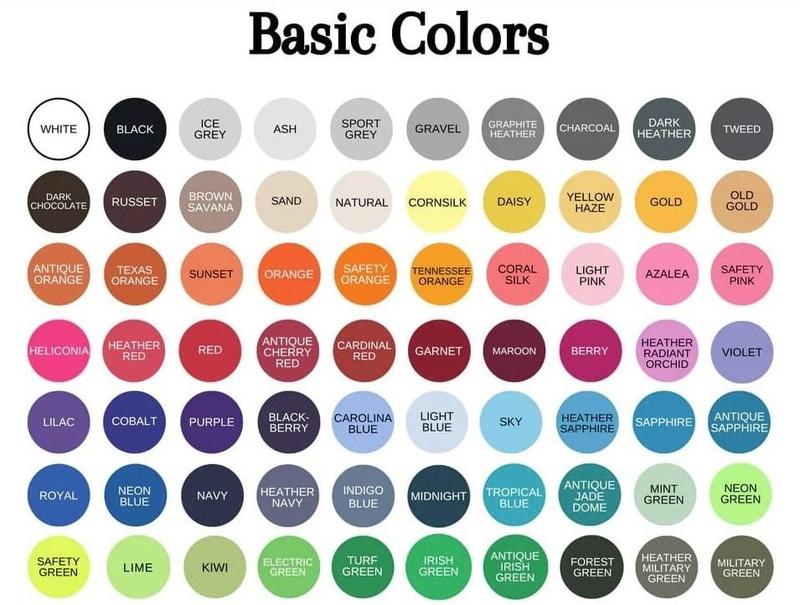 Basic Colors
WHITE
BLACK
ICE
GREY
ASH
SPORT
GREY
GRAVEL
GRAPHITE
HEATHER
CHARCOAL
DARK
HEATHER
TWEED
DARK
CHOCOLATE
RUSSET
BROWN
SAVANA
SAND
NATURAL
CORNSILK
DAISY
YELLOW
HAZE
GOLD
OLD
GOLD
ANTIQUE
ORANGE
TEXAS
ORANGE
SUNSET
ORANGE
SAFETY
ORANGE
TENNESSEE
ORANGE
CORAL
SILK
LIGHT
PINK
AZALEA
SAFETY
PINK
HELICONIA
HEATHER
RED
RED
ANTIQUE
CHERRY
RED
CARDINAL
RED
GARNET
MAROON
BERRY
HEATHER
RADIANT
ORCHID
VIOLET
LILAC
COBALT
PURPLE
BLACK-
BERRY
CAROLINA
BLUE
LIGHT
BLUE
SKY
HEATHER
SAPPHIRE
SAPPHIRE
ANTIQUE
SAPPHIRE
ROYAL
NEON
BLUE
NAVY
HEATHER
NAVY
INDIGO
BLUE
MIDNIGHT
TROPICAL
BLUE
ANTIQUE
JADE
DOME
MINT
GREEN
NEON
GREEN
SAFETY
GREEN
LIME
KIWI
ELECTRIC
GREEN
TURF
GREEN
IRISH
GREEN
ANTIQUE
IRISH
GREEN
FOREST
GREEN
HEATHER
MILITARY
GREEN
MILITARY
GREEN